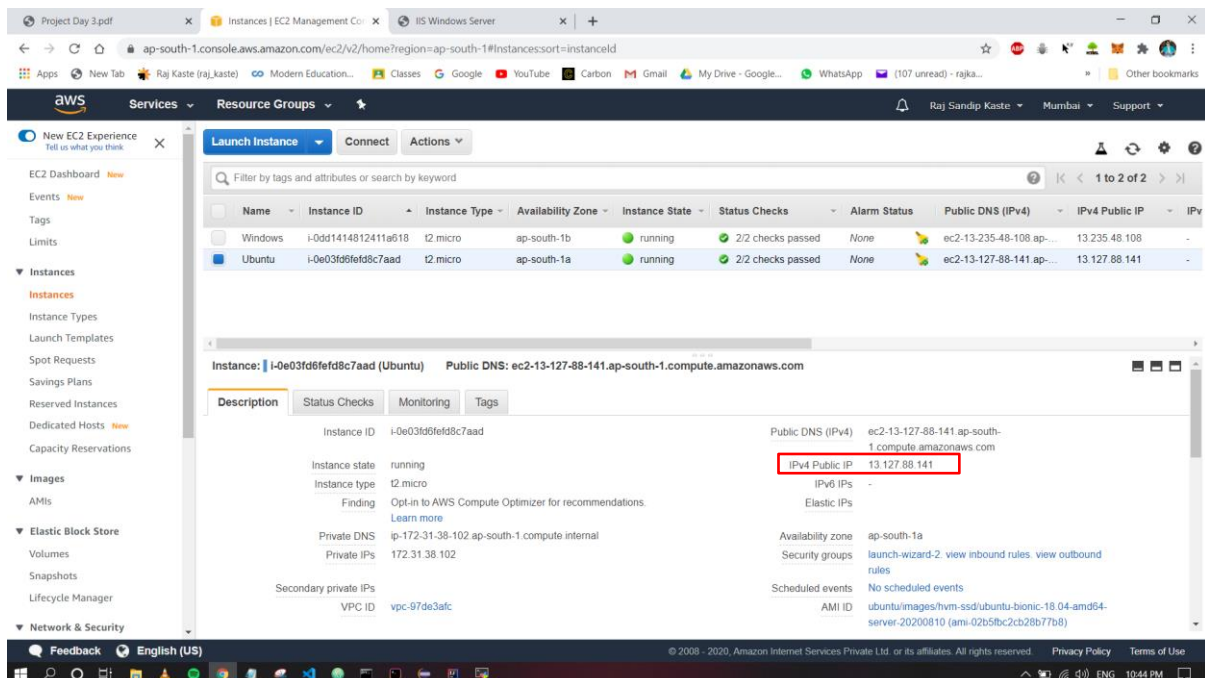 Project Day 3.pdf
Instances | EC2 Management Con
IIS Windows Server
ap-south-1.console.aws.amazon.com/ec2/v2/home?region=ap-south-1#Instances:sort=instanceId
ABP
Apps
New Tab
Raj Kaste (raj_kaste)
Modern Education...
Classes
Google
YouTube
Carbon
Gmail
My Drive - Google...
WhatsApp
(107 unread) - rajka...
»
Other bookmarks
aws
Services
Resource Groups
Raj Sandip Kaste
Mumbai
Support
New EC2 Experience
Tell us what you think
EC2 Dashboard New
Events New
Tags
Limits
Instances
Instances
Instance Types
Launch Templates
Spot Requests
Savings Plans
Reserved Instances
Dedicated Hosts New
Capacity Reservations
Images
AMIs
Elastic Block Store
Volumes
Snapshots
Lifecycle Manager
Network & Security
Launch Instance
Connect
Actions
Filter by tags and attributes or search by keyword
1 to 2 of 2
Name Instance ID Instance Type Availability Zone Instance State Status Checks Alarm Status Public DNS (IPv4) IPv4 Public IP IPv
Windows i-0dd1414812411a618 t2.micro ap-south-1b running 2/2 checks passed None ec2-13-235-48-108.ap-... 13.235.48.108 -
Ubuntu i-0e03fd6fefd8c7aad t2.micro ap-south-1a running 2/2 checks passed None ec2-13-127-88-141.ap-... 13.127.88.141 -
Instance: i-0e03fd6fefd8c7aad (Ubuntu) Public DNS: ec2-13-127-88-141.ap-south-1.compute.amazonaws.com
Description
Status Checks
Monitoring
Tags
Instance ID i-0e03fd6fefd8c7aad
Instance state running
Instance type t2.micro
Finding Opt-in to AWS Compute Optimizer for recommendations.
Learn more
Private DNS ip-172-31-38-102.ap-south-1.compute.internal
Private IPs 172.31.38.102
Secondary private IPs
VPC ID vpc-97de3afc
Public DNS (IPv4) ec2-13-127-88-141.ap-south-
1.compute.amazonaws.com
IPv4 Public IP 13.127.88.141
IPv6 IPs -
Elastic IPs
Availability zone ap-south-1a
Security groups launch-wizard-2. view inbound rules. view outbound
rules
Scheduled events No scheduled events
AMI ID ubuntu/images/hvm-ssd/ubuntu-bionic-18.04-amd64-
server-20200810 (ami-02b5fbc2cb28b77b8)
Feedback
English (US)
© 2008 - 2020, Amazon Internet Services Private Ltd. or its affiliates. All rights reserved.
Privacy Policy
Terms of Use
ENG
10:44 PM